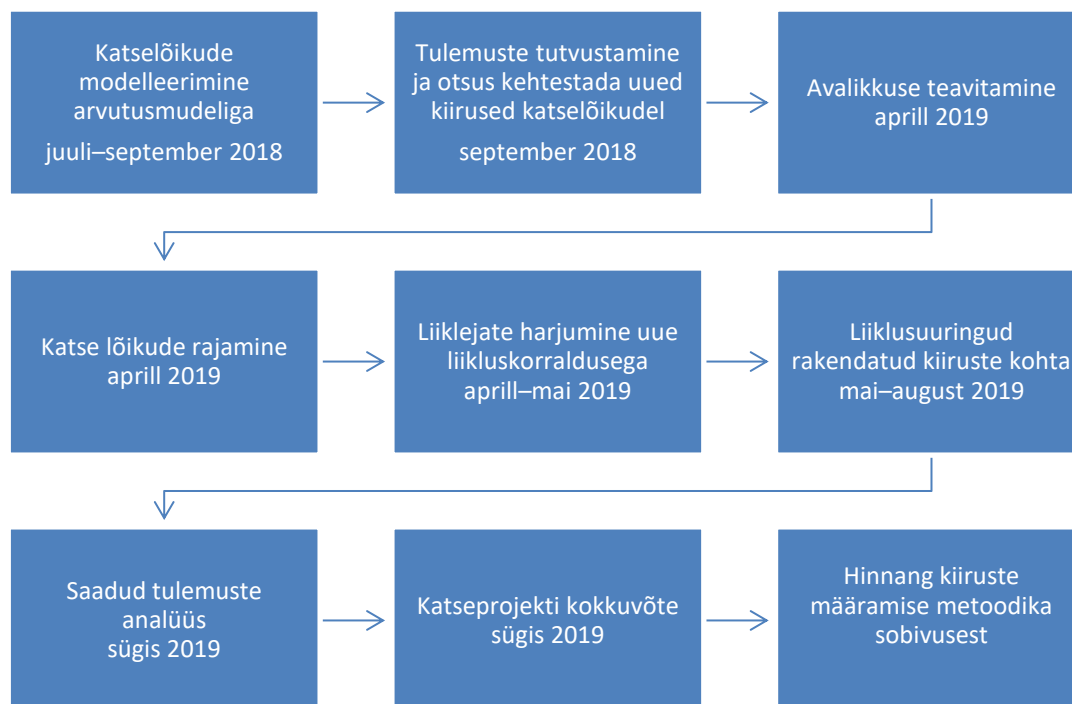 Katselõikude
modelleerimine
arvutusmudeliga
juuli–september 2018
Tulemuste tutvustamine
ja otsus kehtestada uued
kiirused katselõikudel
september 2018
Avalikkuse teavitamine
aprill 2019
Katse lõikude rajamine
aprill 2019
Liiklejate harjumine uue
liikluskorraldusega
aprill–mai 2019
Liiklusuuringud
rakendatud kiiruste kohta
mai–august 2019
Saadud tulemuste
analüüs
sügis 2019
Katseprojekti kokkuvõte
sügis 2019
Hinnang kiiruste
määramise metoodika
sobivusest